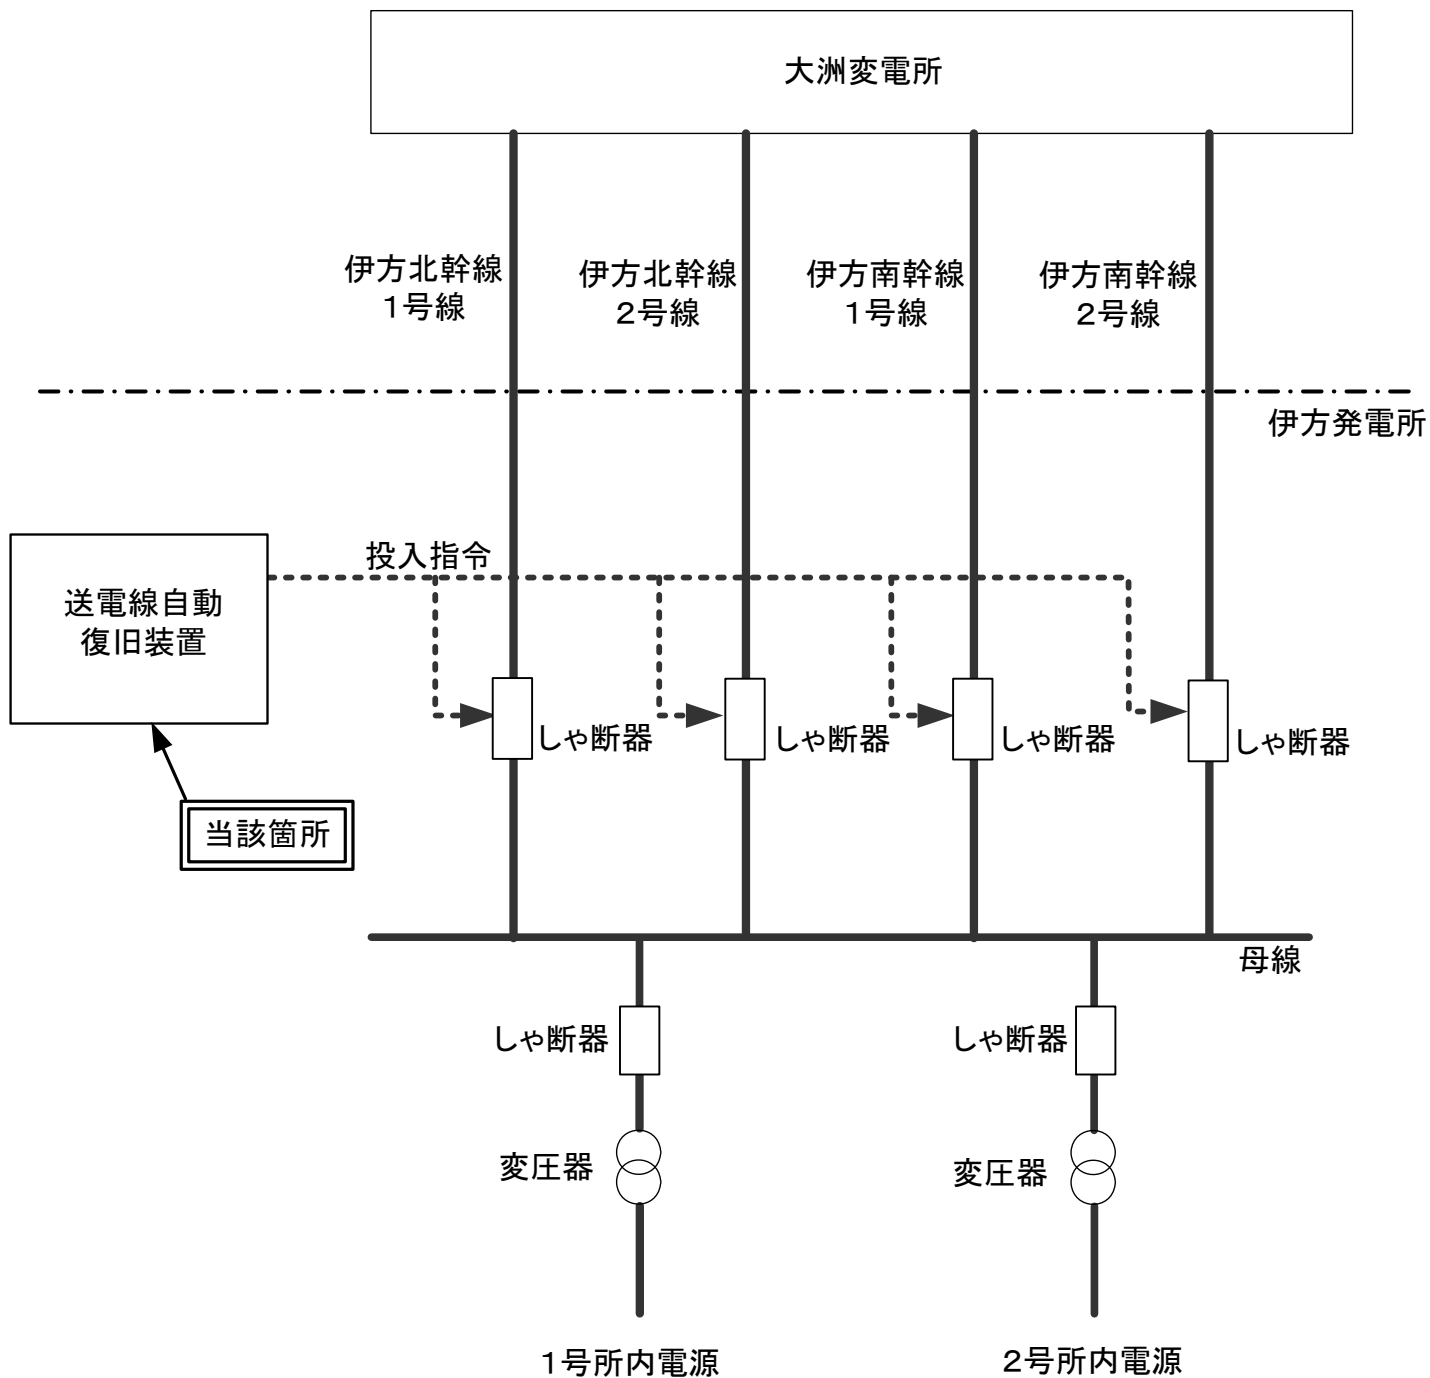 大洲変電所
伊方北幹線
1号線
伊方北幹線
2号線
伊方南幹線
1号線
伊方南幹線
2号線
伊方発電所
投入指令
送電線自動
復旧装置
しゃ断器
しゃ断器
しゃ断器
しゃ断器
当該箇所
母線
しゃ断器
しゃ断器
変圧器
変圧器
1号所内電源
2号所内電源